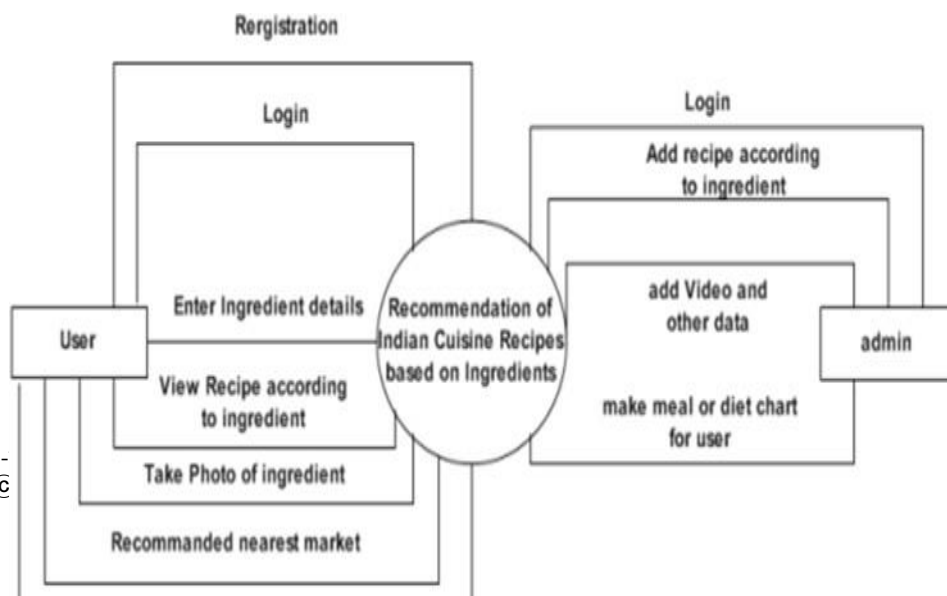 Rergistration
Login
Login
Add recipe according
to ingredient
Enter Ingredient details
add Video and
other data
User
Recommendation of
Indian Cuisine Recipes
based on Ingredients
admin
View Recipe according
to ingredient
make meal or diet chart
for user
Take Photo of ingredient
Recommanded nearest market